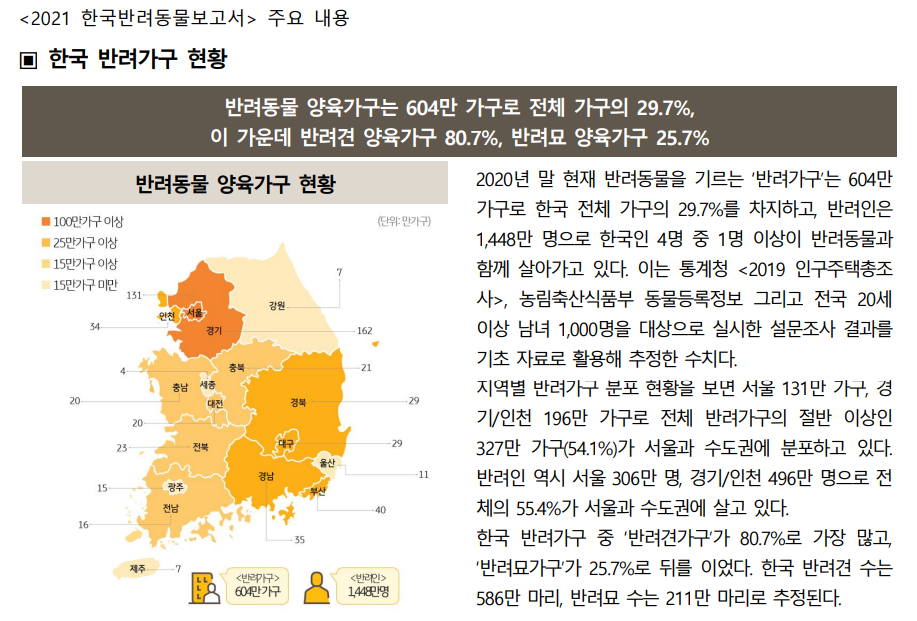 <2021 한국반려동물보고서> 주요 내용
▣ 한국 반려가구 현황
반려동물 양육가구는 604만 가구로 전체 가구의 29.7%,
이 가운데 반려견 양육가구 80.7%, 반려묘 양육가구 25.7%
반려동물 양육가구 현황
100만가구 이상
(단위: 만가구)
25만가구 이상
15만가구 이상
15만가구 미만
7
131
인천
서울
강원
34
경기
162
충북
21
4
충남
세종
20
대전
경북
29
20
전북
대구
29
23
울산
11
경남
15
광주
부산
전남
40
16
35
제주
7
<반려가구>
604만 가구
<반려인>
1,448만명
2020년 말 현재 반려동물을 기르는 ‘반려가구’는 604만
가구로 한국 전체 가구의 29.7%를 차지하고, 반려인은
1,448만 명으로 한국인 4명 중 1명 이상이 반려동물과
함께 살아가고 있다. 이는 통계청 <2019 인구주택총조
사>, 농림축산식품부 동물등록정보 그리고 전국 20세
이상 남녀 1,000명을 대상으로 실시한 설문조사 결과를
기초 자료로 활용해 추정한 수치다.
지역별 반려가구 분포 현황을 보면 서울 131만 가구, 경
기/인천 196만 가구로 전체 반려가구의 절반 이상인
327만 가구(54.1%)가 서울과 수도권에 분포하고 있다.
반려인 역시 서울 306만 명, 경기/인천 496만 명으로 전
체의 55.4%가 서울과 수도권에 살고 있다.
한국 반려가구 중 ‘반려견가구’가 80.7%로 가장 많고,
‘반려묘가구’가 25.7%로 뒤를 이었다. 한국 반려견 수는
586만 마리, 반려묘 수는 211만 마리로 추정된다.